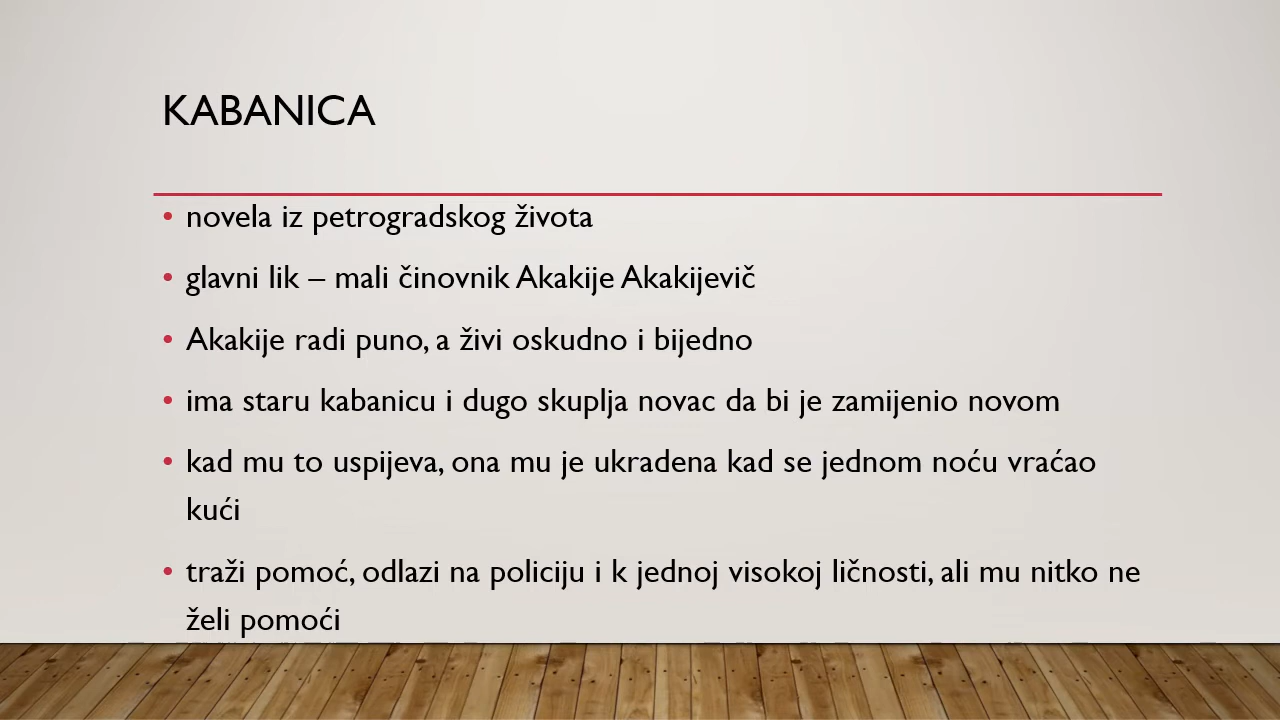 KABANICA
• novela iz petrogradskog života
• glavni lik – mali činovnik Akakije Akakijevič
• Akakije radi puno, a živi oskudno i bijedno
• ima staru kabanicu i dugo skuplja novac da bi je zamijenio novom
• kad mu to uspijeva, ona mu je ukradena kad se jednom noću vraćao
kući
• traži pomoć, odlazi na policiju i k jednoj visokoj ličnosti, ali mu nitko ne
želi pomoći